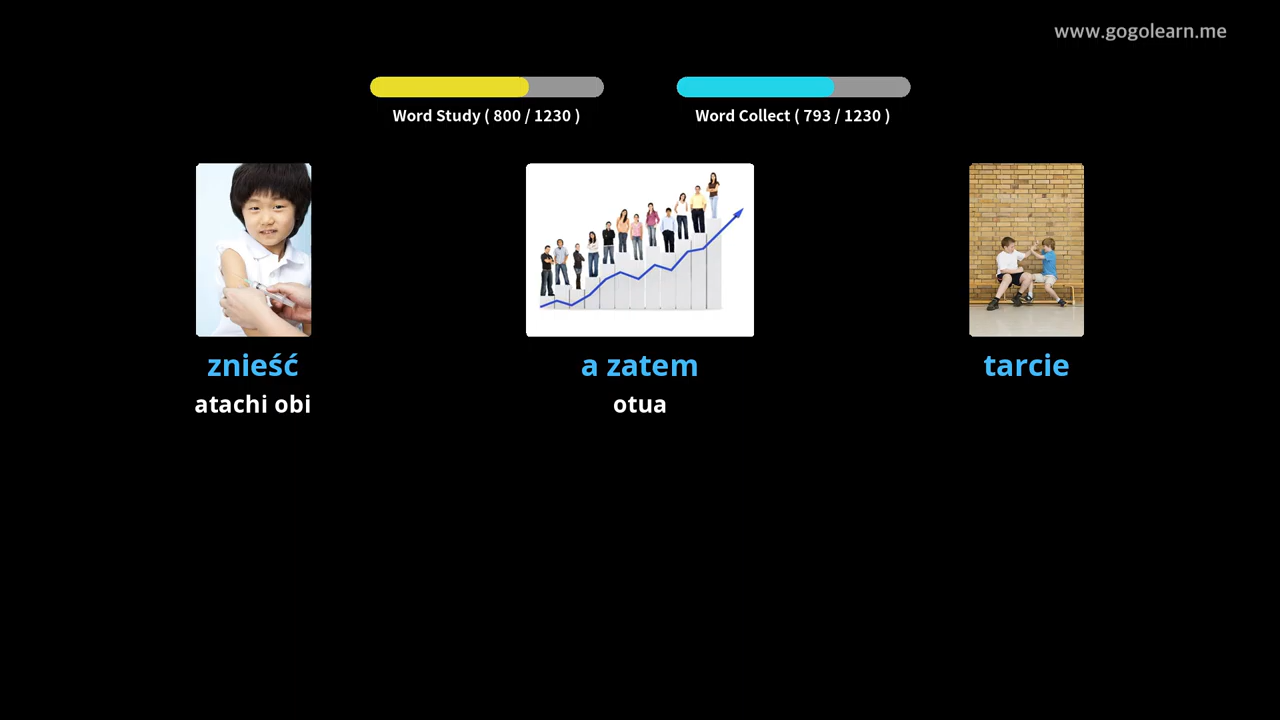 www.gogolearn.me
Word Study ( 800 / 1230 )
Word Collect ( 793 / 1230 )
znieść
a zatem
tarcie
atachi obi
otua